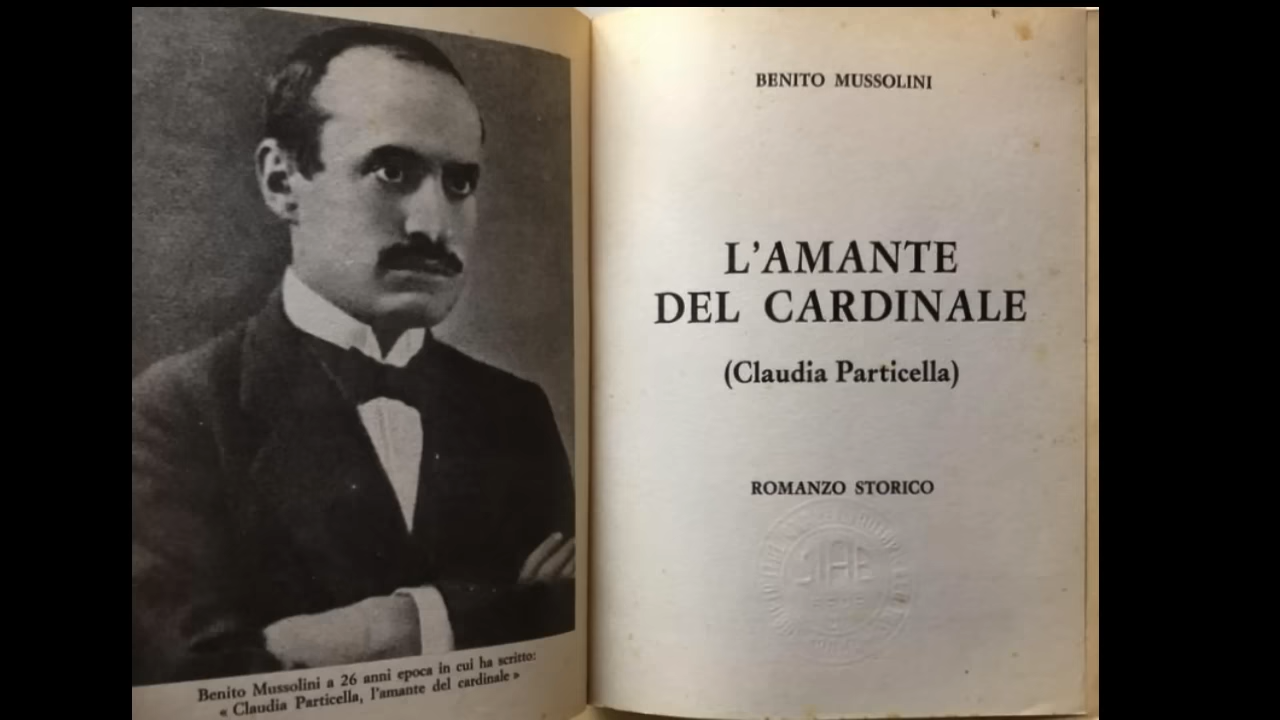 Benito Mussolini a 26 anni epoca in cui ha scritto:
« Claudia Particella, l'amante del cardinale »
BENITO MUSSOLINI
L'AMANTE
DEL CARDINALE
(Claudia Particella)
ROMANZO STORICO
SIAE